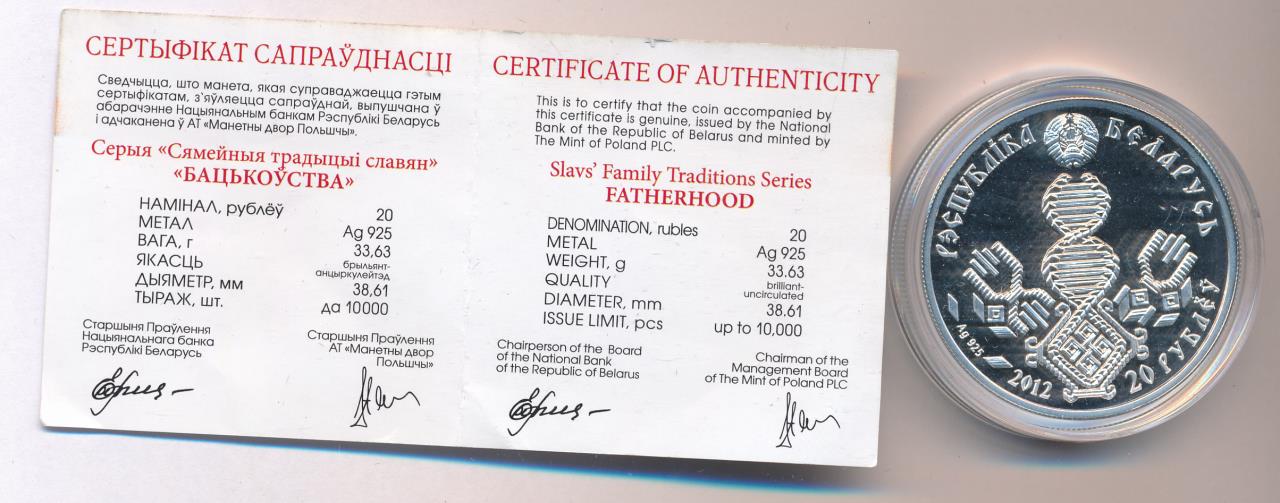 СЕРТЫФІКАТ САПРАЎДНАСЦІ
Сведчыцца, што манета, якая суправаджаецца гэтым
сертыфікатам, з'яўляецца сапраўднай, выпушчана ў
абарачэнне Нацыянальным банкам Рэспублікі Беларусь
і адчаканена ў АТ «Манетны двор Польшчы».
Серыя «Сямейныя традыцыі славян»
«БАЦЬКОЎСТВА»
НАМІНАЛ, рублёў 20
МЕТАЛ Ag 925
ВАГА, г 33,63
ЯКАСЦЬ брыльянт-
анцыркулейтэд
ДЫЯМЕТР, мм 38,61
ТЫРАЖ, шт. да 10000
Старшыня Праўлення
Нацыянальнага банка
Рэспублікі Беларусь
Старшыня Праўлення
АТ «Манетны двор
Польшчы»
CERTIFICATE OF AUTHENTICITY
This is to certify that the coin accompanied by
this certificate is genuine, issued by the National
Bank of the Republic of Belarus and minted by
The Mint of Poland PLC.
Slavs' Family Traditions Series
FATHERHOOD
DENOMINATION, rubles 20
METAL Ag 925
WEIGHT, g 33.63
QUALITY brilliant-
uncirculated
DIAMETER, mm 38.61
ISSUE LIMIT, pcs up to 10,000
Chairperson of the Board
of the National Bank
of the Republic of Belarus
Chairman of the
Management Board
of The Mint of Poland PLC
РЭСПУБЛІКА БЕЛАРУСЬ
Ag 925
2012
20 РУБЛЁЎ